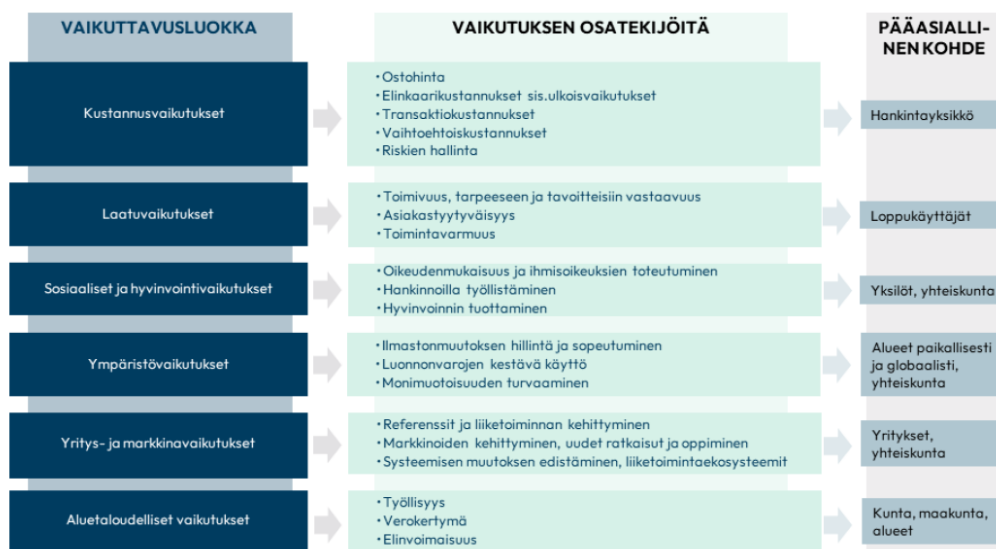 VAIKUTTAVUSLUOKKA
VAIKUTUKSEN OSATEKIJÖITÄ
PÄÄASIALLI-
NEN KOHDE
Kustannusvaikutukset
• Ostohinta
• Elinkaarikustannukset sis.ulkoisvaikutukset
• Transaktiokustannukset
• Vaihtoehtoiskustannukset
• Riskien hallinta
Hankintayksikkö
Laatuvaikutukset
• Toimivuus, tarpeeseen ja tavoitteisiin vastaavuus
• Asiakastyytyväisyys
• Toimintavarmuus
Loppukäyttäjät
Sosiaaliset ja hyvinvointivaikutukset
• Oikeudenmukaisuus ja ihmisoikeuksien toteutuminen
• Hankinnoilla työllistäminen
• Hyvinvoinnin tuottaminen
Yksilöt, yhteiskunta
Ympäristövaikutukset
• Ilmastonmuutoksen hillintä ja sopeutuminen
• Luonnonvarojen kestävä käyttö
• Monimuotoisuuden turvaaminen
Alueet paikallisesti
ja globaalisti,
yhteiskunta
Yritys- ja markkinavaikutukset
• Referenssit ja liiketoiminnan kehittyminen
• Markkinoiden kehittyminen, uudet ratkaisut ja oppiminen
• Systeemisen muutoksen edistäminen, liiketoimintaekosysteemit
Yritykset,
yhteiskunta
Aluetaloudelliset vaikutukset
• Työllisyys
• Verokertymä
• Elinvoimaisuus
Kunta, maakunta,
alueet